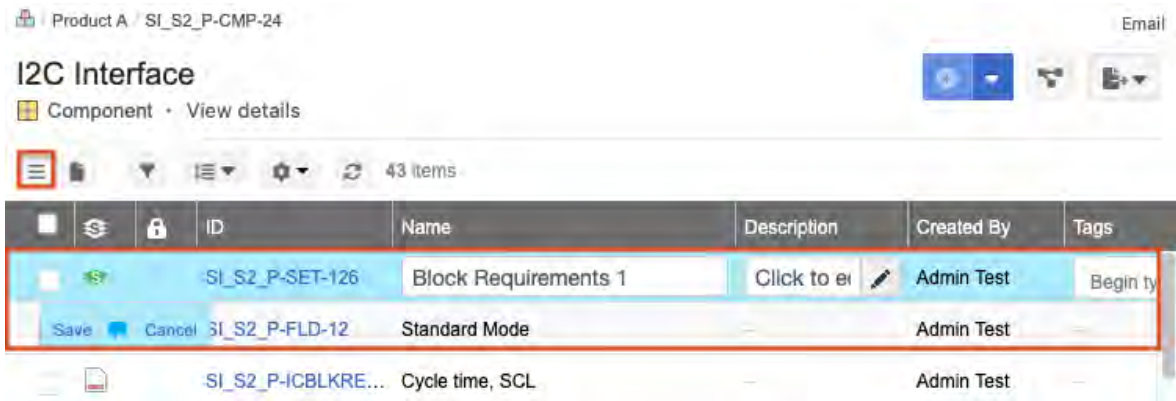 Product A / SI_S2_P-CMP-24
Email
I2C Interface
Component · View details
43 items
ID Name Description Created By Tags
SI_S2_P-SET-126 Block Requirements 1 Click to e Admin Test Begin ty
Save Cancel SI_S2_P-FLD-12 Standard Mode Admin Test
SI_S2_P-ICBLKRE... Cycle time, SCL Admin Test